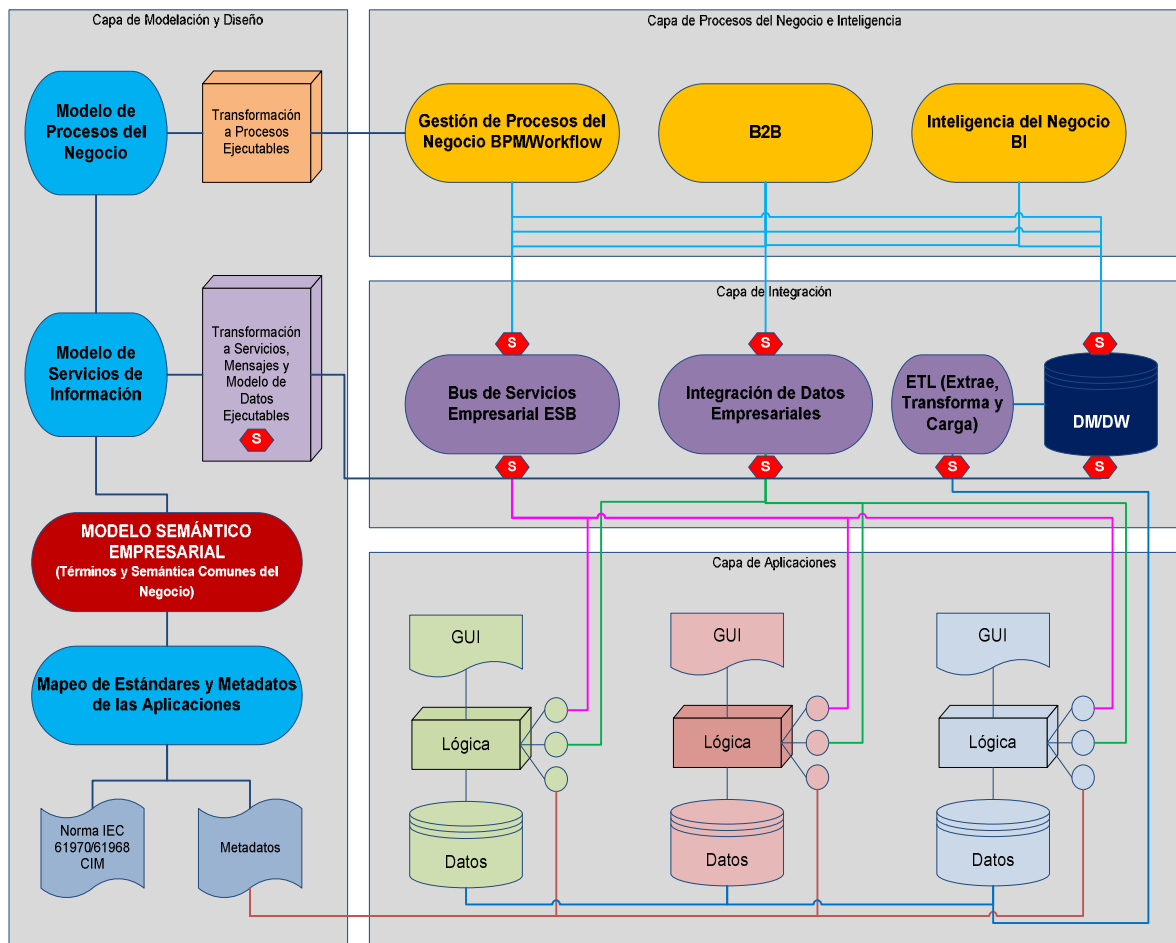 Capa de Modelación y Diseño
Modelo de
Procesos del
Negocio
Transformación
a Procesos
Ejecutables
Modelo de
Servicios de
Información
Transformación
a Servicios,
Mensajes y
Modelo de
Datos
Ejecutables
S
MODELO SEMÁNTICO
EMPRESARIAL
(Términos y Semántica Comunes del
Negocio)
Mapeo de Estándares y Metadatos
de las Aplicaciones
Norma IEC
61970/61968
CIM
Metadatos
Capa de Procesos del Negocio e Inteligencia
Gestión de Procesos del
Negocio BPM/Workflow
B2B
Inteligencia del Negocio
BI
Capa de Integración
S
S
S
Bus de Servicios
Empresarial ESB
Integración de Datos
Empresariales
ETL (Extrae,
Transforma y
Carga)
DM/DW
S
S
S
S
Capa de Aplicaciones
GUI
GUI
GUI
Lógica
Lógica
Lógica
Datos
Datos
Datos